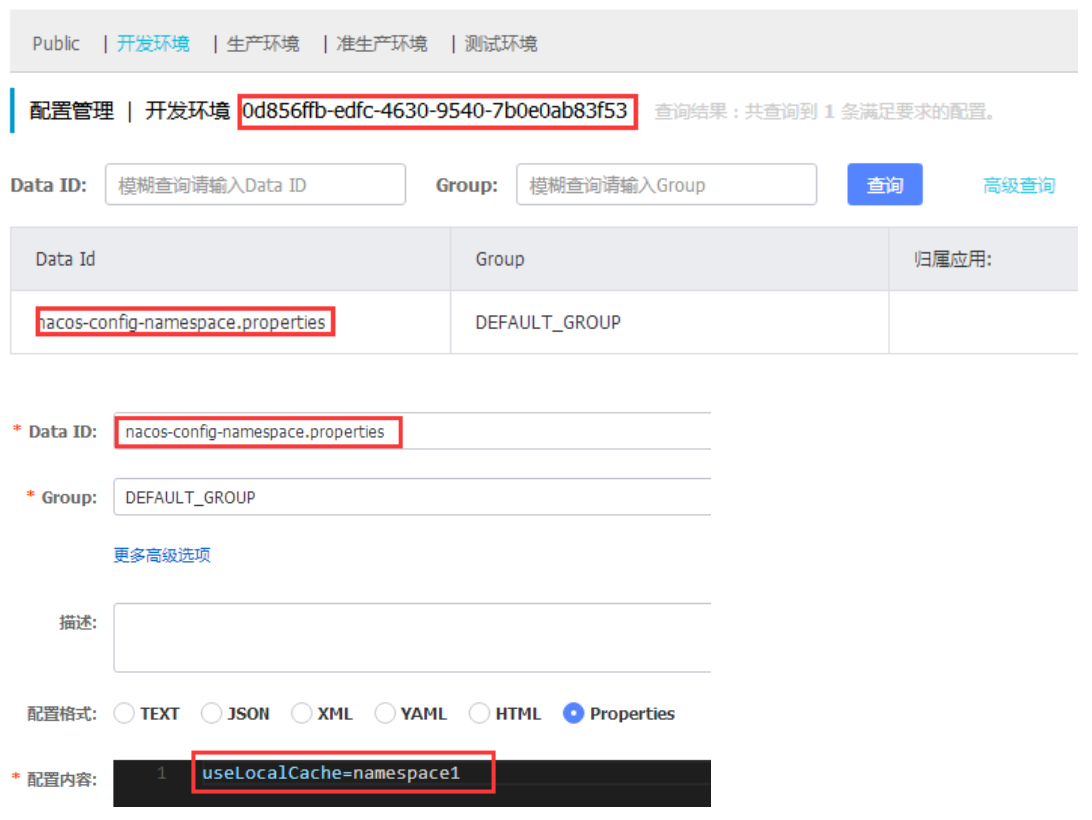 Public | 开发环境 | 生产环境 | 准生产环境 | 测试环境
配置管理 | 开发环境 0d856ffb-edfc-4630-9540-7b0e0ab83f53 查询结果：共查询到 1 条满足要求的配置。
Data ID: 模糊查询请输入Data ID Group: 模糊查询请输入Group 查询 高级查询
Data Id Group 归属应用:
nacos-config-namespace.properties DEFAULT_GROUP
* Data ID: nacos-config-namespace.properties
* Group: DEFAULT_GROUP
更多高级选项
描述:
配置格式: TEXT JSON XML YAML HTML Properties
* 配置内容: 1 useLocalCache=namespace1